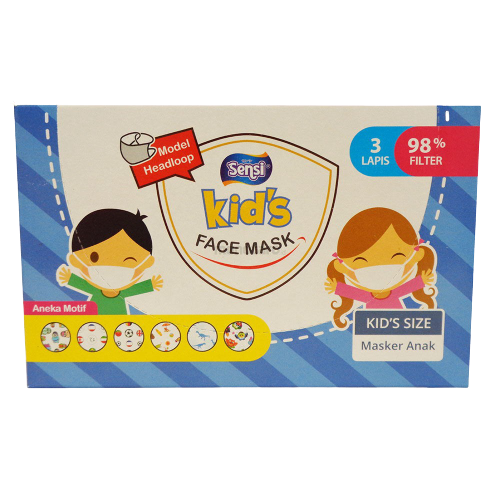 Model
Headloop
Sensi
kid's
FACE MASK
3
LAPIS
98%
FILTER
Aneka Motif
KID'S SIZE
Masker Anak